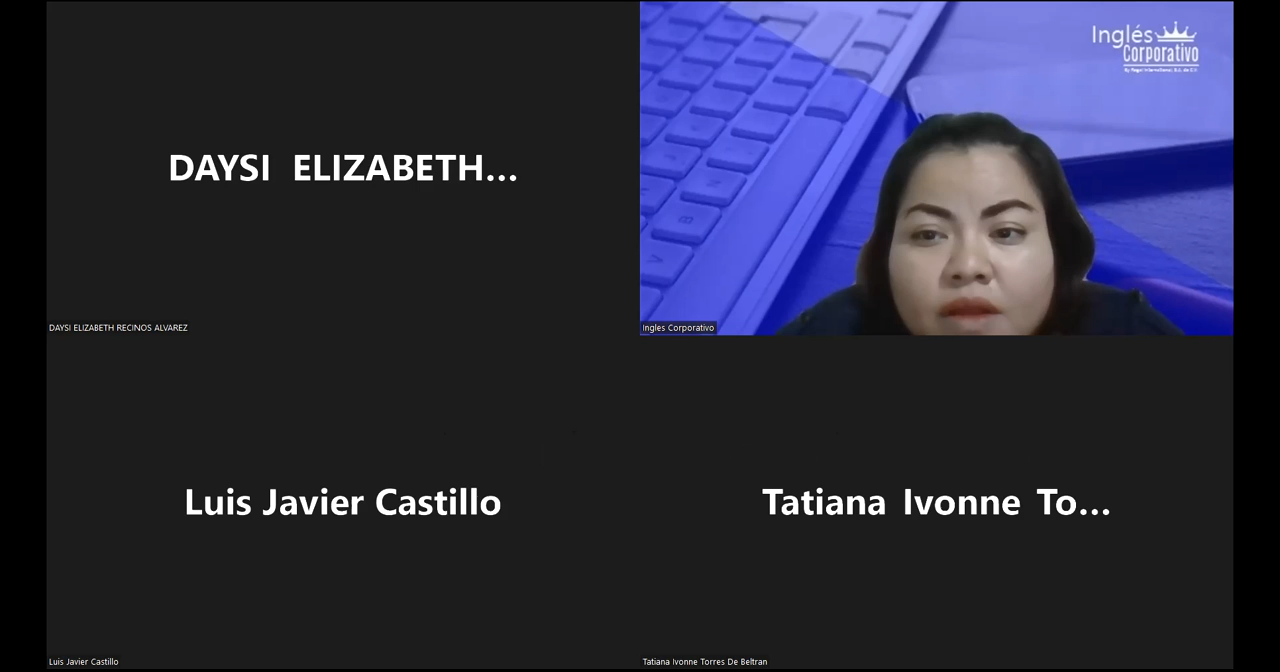 DAYSI ELIZABETH...
DAYSI ELIZABETH RECINOS ALVAREZ
Inglés
Corporativo
Ingles Corporativo
Luis Javier Castillo
Luis Javier Castillo
Tatiana Ivonne To...
Tatiana Ivonne Torres De Beltran